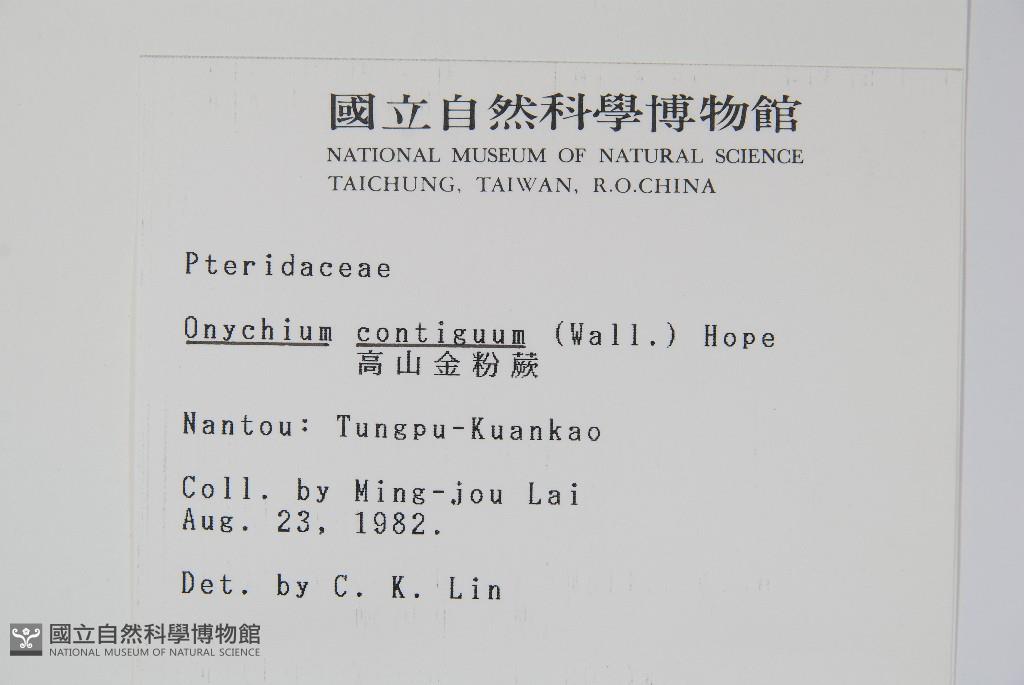 國立自然科學博物館
NATIONAL MUSEUM OF NATURAL SCIENCE
TAICHUNG, TAIWAN, R.O.CHINA
Pteridaceae
Onychium contiguum (Wall.) Hope
高山金粉蕨
Nantou: Tungpu-Kuankao
Coll. by Ming-jou Lai
Aug. 23, 1982.
Det. by C. K. Lin
國立自然科學博物館
NATIONAL MUSEUM OF NATURAL SCIENCE